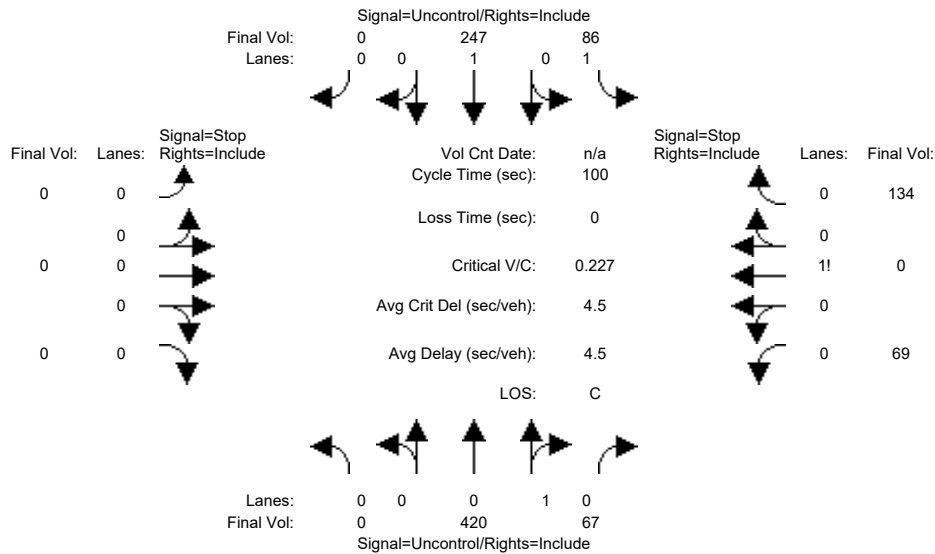 Signal=Uncontrol/Rights=Include
Final Vol: 0 247 86
Lanes: 0 0 1 0 1
Signal=Stop Signal=Stop
Final Vol: Lanes: Rights=Include Vol Cnt Date: n/a Rights=Include Lanes: Final Vol:
Cycle Time (sec): 100
0 0 0 134
Loss Time (sec): 0
0 0
0 0 Critical V/C: 0.227 1! 0
0 Avg Crit Del (sec/veh): 4.5 0
0 0 Avg Delay (sec/veh): 4.5 0 69
LOS: C
Lanes: 0 0 0 1 0
Final Vol: 0 420 67
Signal=Uncontrol/Rights=Include